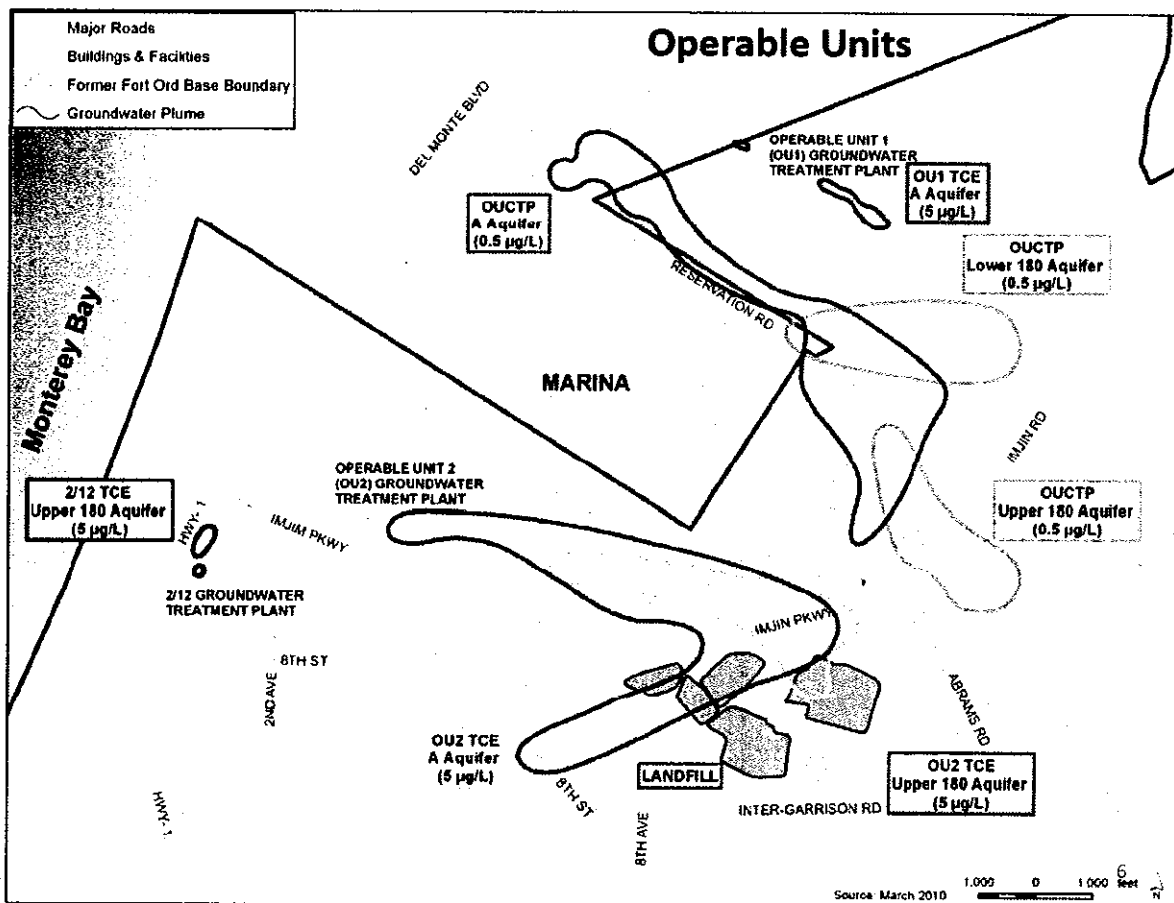 Operable Units
Major Roads
Buildings & Facilities
Former Fort Ord Base Boundary
Groundwater Plume
DEL MONTE BLVD
OPERABLE UNIT 1
(OU1) GROUNDWATER
TREATMENT PLANT
OU1 TCE
A Aquifer
(5 µg/L)
OUCTP
A Aquifer
(0.5 µg/L)
OUCTP
Lower 180 Aquifer
(0.5 µg/L)
RESERVATION RD
Monterey Bay
MARINA
IMJIN RD
OPERABLE UNIT 2
(OU2) GROUNDWATER
TREATMENT PLANT
2/12 TCE
Upper 180 Aquifer
(5 µg/L)
HWY- 1
IMJIM PKWY
OUCTP
Upper 180 Aquifer
(0.5 µg/L)
2/12 GROUNDWATER
TREATMENT PLANT
IMJIN PKWY
8TH ST
2ND AVE
ABRAMS RD
OU2 TCE
A Aquifer
(5 µg/L)
LANDFILL
OU2 TCE
Upper 180 Aquifer
(5 µg/L)
8TH ST
HWY- 1
8TH AVE
INTER-GARRISON RD
Source: March 2010
1,000 0 1 000 feet
6